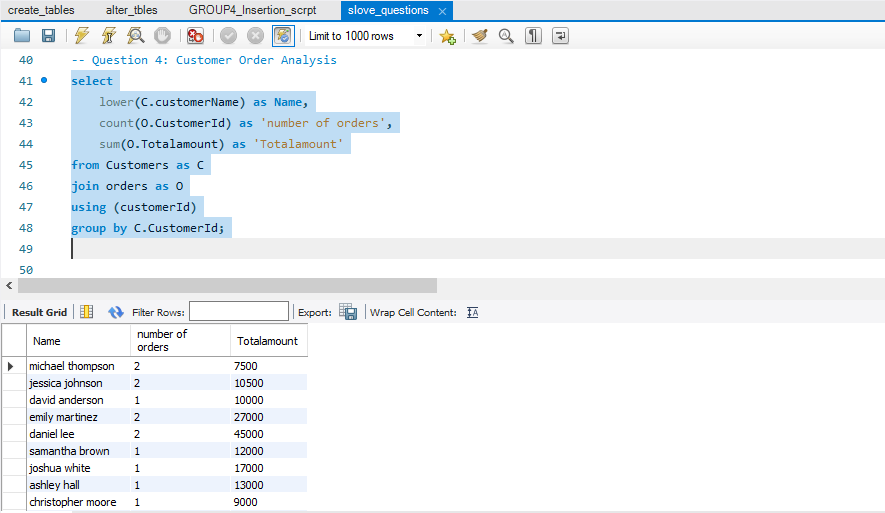 create_tables alter_tbles GROUP4_Insertion_scrpt slove_questions ×
Limit to 1000 rows
40 -- Question 4: Customer Order Analysis
41 select
42 lower(C.customerName) as Name,
43 count(O.CustomerId) as 'number of orders',
44 sum(O.Totalamount) as 'Totalamount'
45 from Customers as C
46 join orders as O
47 using (customerId)
48 group by C.CustomerId;
49
50
Result Grid Filter Rows: Export: Wrap Cell Content:
Name number of orders Totalamount
michael thompson 2 7500
jessica johnson 2 10500
david anderson 1 10000
emily martinez 2 27000
daniel lee 2 45000
samantha brown 1 12000
joshua white 1 17000
ashley hall 1 13000
christopher moore 1 9000